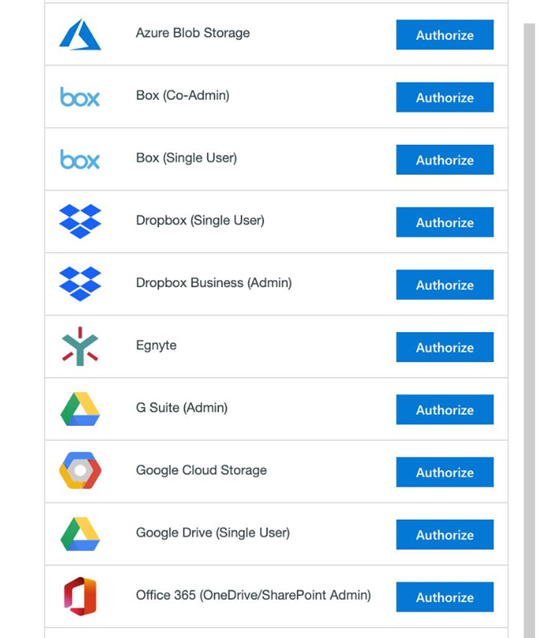 Azure Blob Storage
Authorize
box
Box (Co-Admin)
Authorize
box
Box (Single User)
Authorize
Dropbox (Single User)
Authorize
Dropbox Business (Admin)
Authorize
Egnyte
Authorize
G Suite (Admin)
Authorize
Google Cloud Storage
Authorize
Google Drive (Single User)
Authorize
Office 365 (OneDrive/SharePoint Admin)
Authorize